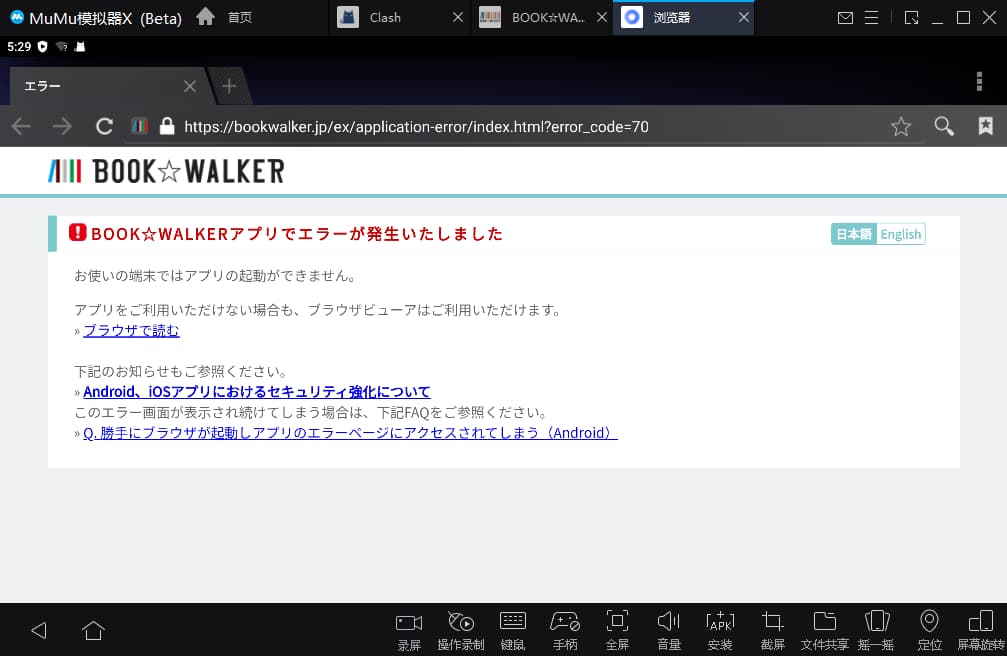 MuMu模拟器X (Beta)
首页
Clash
BOOK☆WA...
浏览器
5:29
エラー
https://bookwalker.jp/ex/application-error/index.html?error_code=70
BOOK☆WALKER
BOOK☆WALKERアプリでエラーが発生いたしました
日本語 English
お使いの端末ではアプリの起動ができません。
アプリをご利用いただけない場合も、ブラウザビューアはご利用いただけます。
» ブラウザで読む
下記のお知らせもご参照ください。
» Android、iOSアプリにおけるセキュリティ強化について
このエラー画面が表示され続けてしまう場合は、下記FAQをご参照ください。
» Q. 勝手にブラウザが起動しアプリのエラーページにアクセスされてしまう（Android）
APK
录屏
操作录制
键鼠
手柄
全屏
音量
安装
截屏
文件共享
摇一摇
定位
屏幕旋转